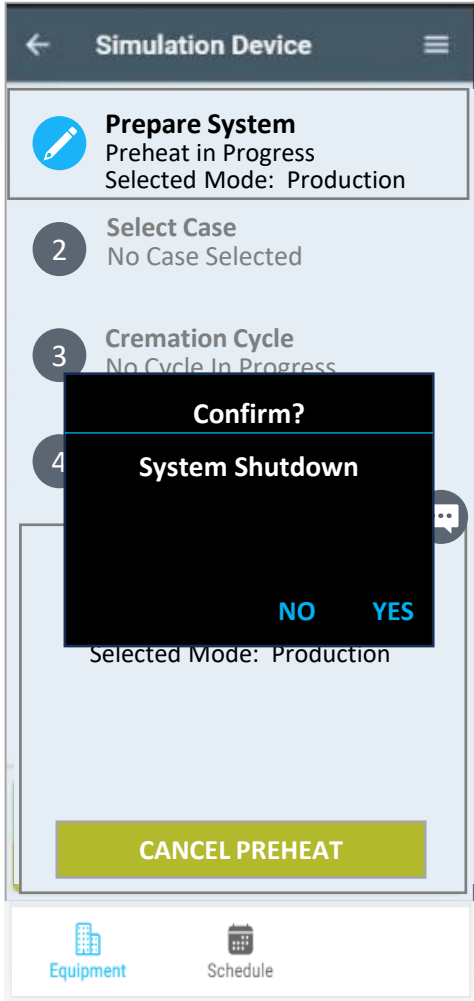 Simulation Device
Prepare System
Preheat in Progress
Selected Mode: Production
2
Select Case
No Case Selected
3
Cremation Cycle
No Cycle In Progress
4
Confirm?
System Shutdown
NO YES
Selected Mode: Production
CANCEL PREHEAT
Equipment Schedule